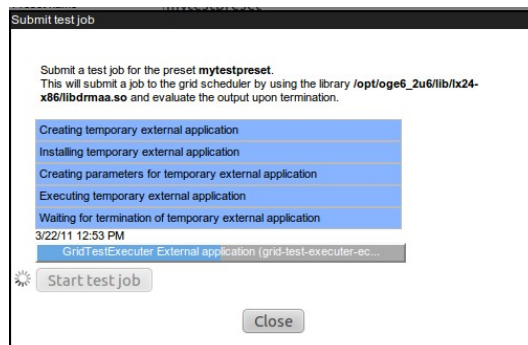 mytestpreset
Submit test job
Submit a test job for the preset mytestpreset.
This will submit a job to the grid scheduler by using the library /opt/oge6_2u6/lib/lx24-
x86/libdrmaa.so and evaluate the output upon termination.
Creating temporary external application
Installing temporary external application
Creating parameters for temporary external application
Executing temporary external application
Waiting for termination of temporary external application
3/22/11 12:53 PM
GridTestExecuter External application (grid-test-executer-ec...
Start test job
Close